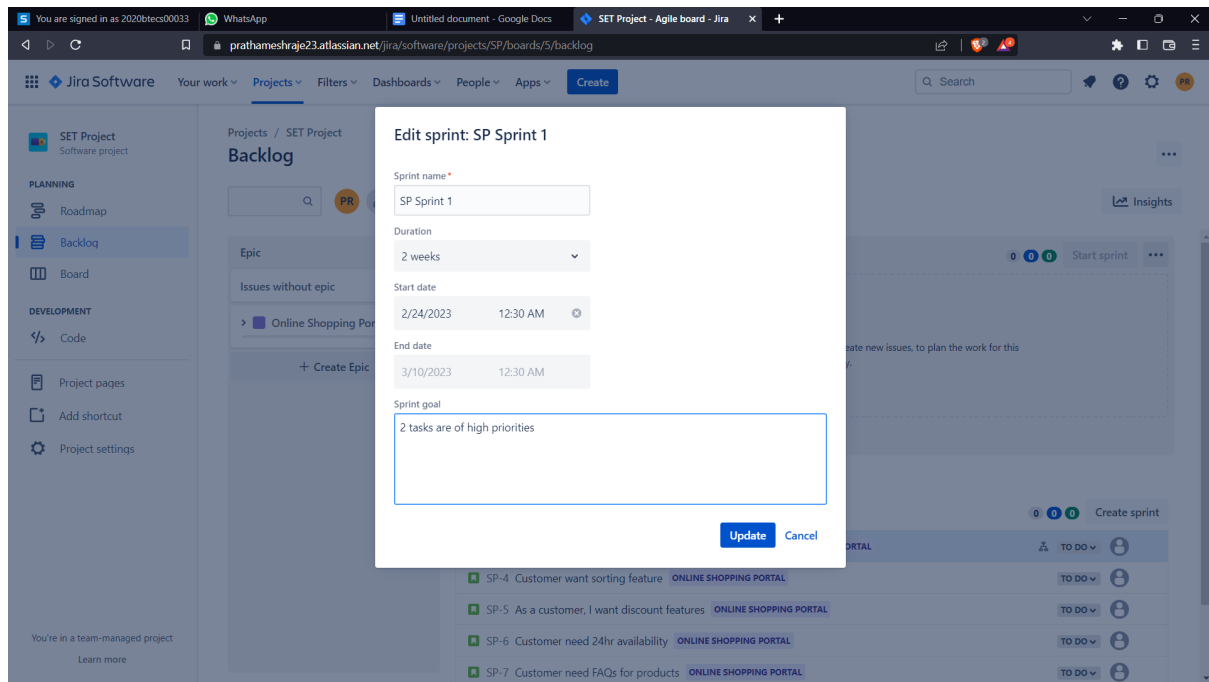 You are signed in as 2020btecs00033
WhatsApp
Untitled document - Google Docs
SET Project - Agile board - Jira
prathameshraje23.atlassian.net/jira/software/projects/SP/boards/5/backlog
2
4
Jira Software
Your work
Projects
Filters
Dashboards
People
Apps
Create
Search
PR
SET Project
Software project
PLANNING
Roadmap
Backlog
Board
DEVELOPMENT
Code
Project pages
Add shortcut
Project settings
You're in a team-managed project
Learn more
Projects / SET Project
Backlog
PR
Insights
Epic
Issues without epic
Online Shopping Por
+ Create Epic
Edit sprint: SP Sprint 1
Sprint name*
SP Sprint 1
Duration
2 weeks
Start date
2/24/2023 12:30 AM
End date
3/10/2023 12:30 AM
Sprint goal
2 tasks are of high priorities
Update Cancel
0 0 0 Start sprint
eate new issues, to plan the work for this
y.
0 0 0 Create sprint
ORTAL TO DO
SP-4 Customer want sorting feature ONLINE SHOPPING PORTAL TO DO
SP-5 As a customer, I want discount features ONLINE SHOPPING PORTAL TO DO
SP-6 Customer need 24hr availability ONLINE SHOPPING PORTAL TO DO
SP-7 Customer need FAQs for products ONLINE SHOPPING PORTAL TO DO